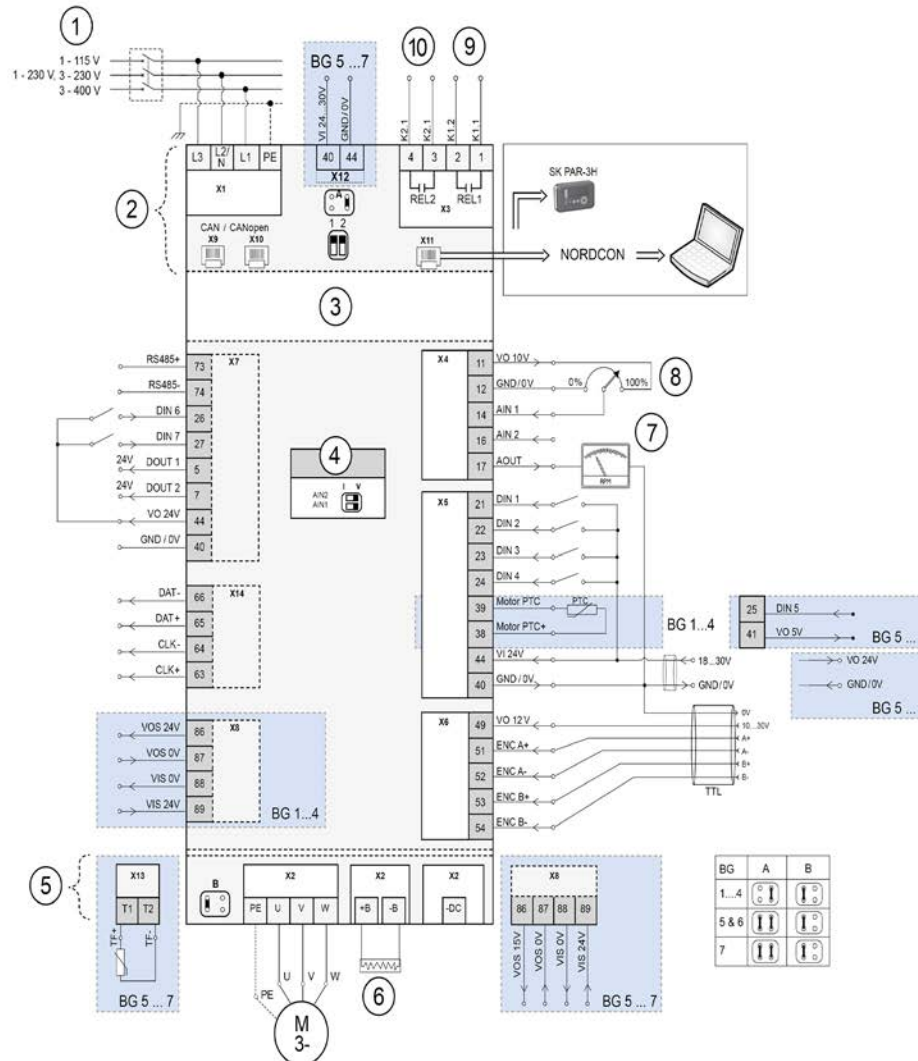 1
1 - 115 V
1 - 230 V, 3 - 230 V
3 - 400 V
BG 5 ...7
VI 24...30V
GND/0V
10
9
K2.1
K2.1
K1.2
K1.1
2
L3
L2/N
L1
PE
X1
40
44
X12
A
1 2
4
3
2
1
REL2
REL1
X3
CAN / CANopen
X9
X10
X11
SK PAR-3H
NORDCON
3
RS485+
73
X7
RS485-
74
DIN 6
26
DIN 7
27
24V
DOUT 1
5
24V
DOUT 2
7
VO 24V
44
GND / 0V
40
4
I V
AIN2
AIN1
X4
11
VO 10V
12
GND/0V
0%
100%
8
14
AIN 1
16
AIN 2
7
17
AOUT
RPM
X5
21
DIN 1
22
DIN 2
23
DIN 3
24
DIN 4
39
Motor PTC
PTC
38
Motor PTC+
BG 1...4
44
VI 24V
18...30V
40
GND / 0V
GND/0V
25
DIN 5
41
VO 5V
BG 5 ...
VO 24V
GND/0V
BG 5 ...
DAT-
66
X14
DAT+
65
CLK-
64
CLK+
63
X6
49
VO 12V
51
ENC A+
52
ENC A-
53
ENC B+
54
ENC B-
0V
10...30V
A+
A-
B+
B-
TTL
VOS 24V
86
X8
VOS 0V
87
VIS 0V
88
VIS 24V
89
BG 1...4
5
X13
T1
T2
TF+
TF-
BG 5 ... 7
B
X2
PE
U
V
W
X2
+B
-B
X2
-DC
PE
U
V
W
M
3~
6
X8
86
87
88
89
VOS 15V
VOS 0V
VIS 0V
VIS 24V
BG 5 ... 7
BG
A
B
1....4
5 & 6
7